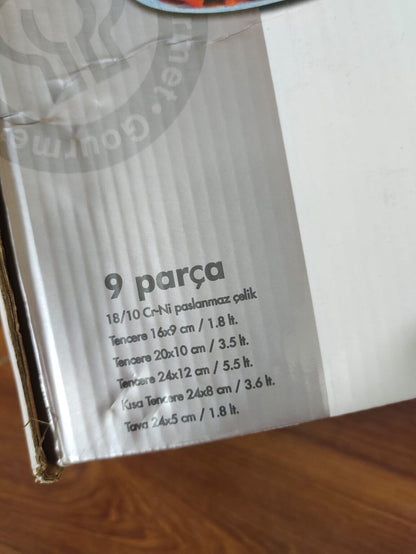 Gourmet • Gourmet
9 parça
18/10 Cr-Ni paslanmaz çelik
Tencere 16x9 cm / 1.8 lt.
Tencere 20x10 cm / 3.5 lt.
Tencere 24x12 cm / 5.5 lt.
Kısa Tencere 24x8 cm / 3.6 lt.
Tava 24x5 cm / 1.8 lt.